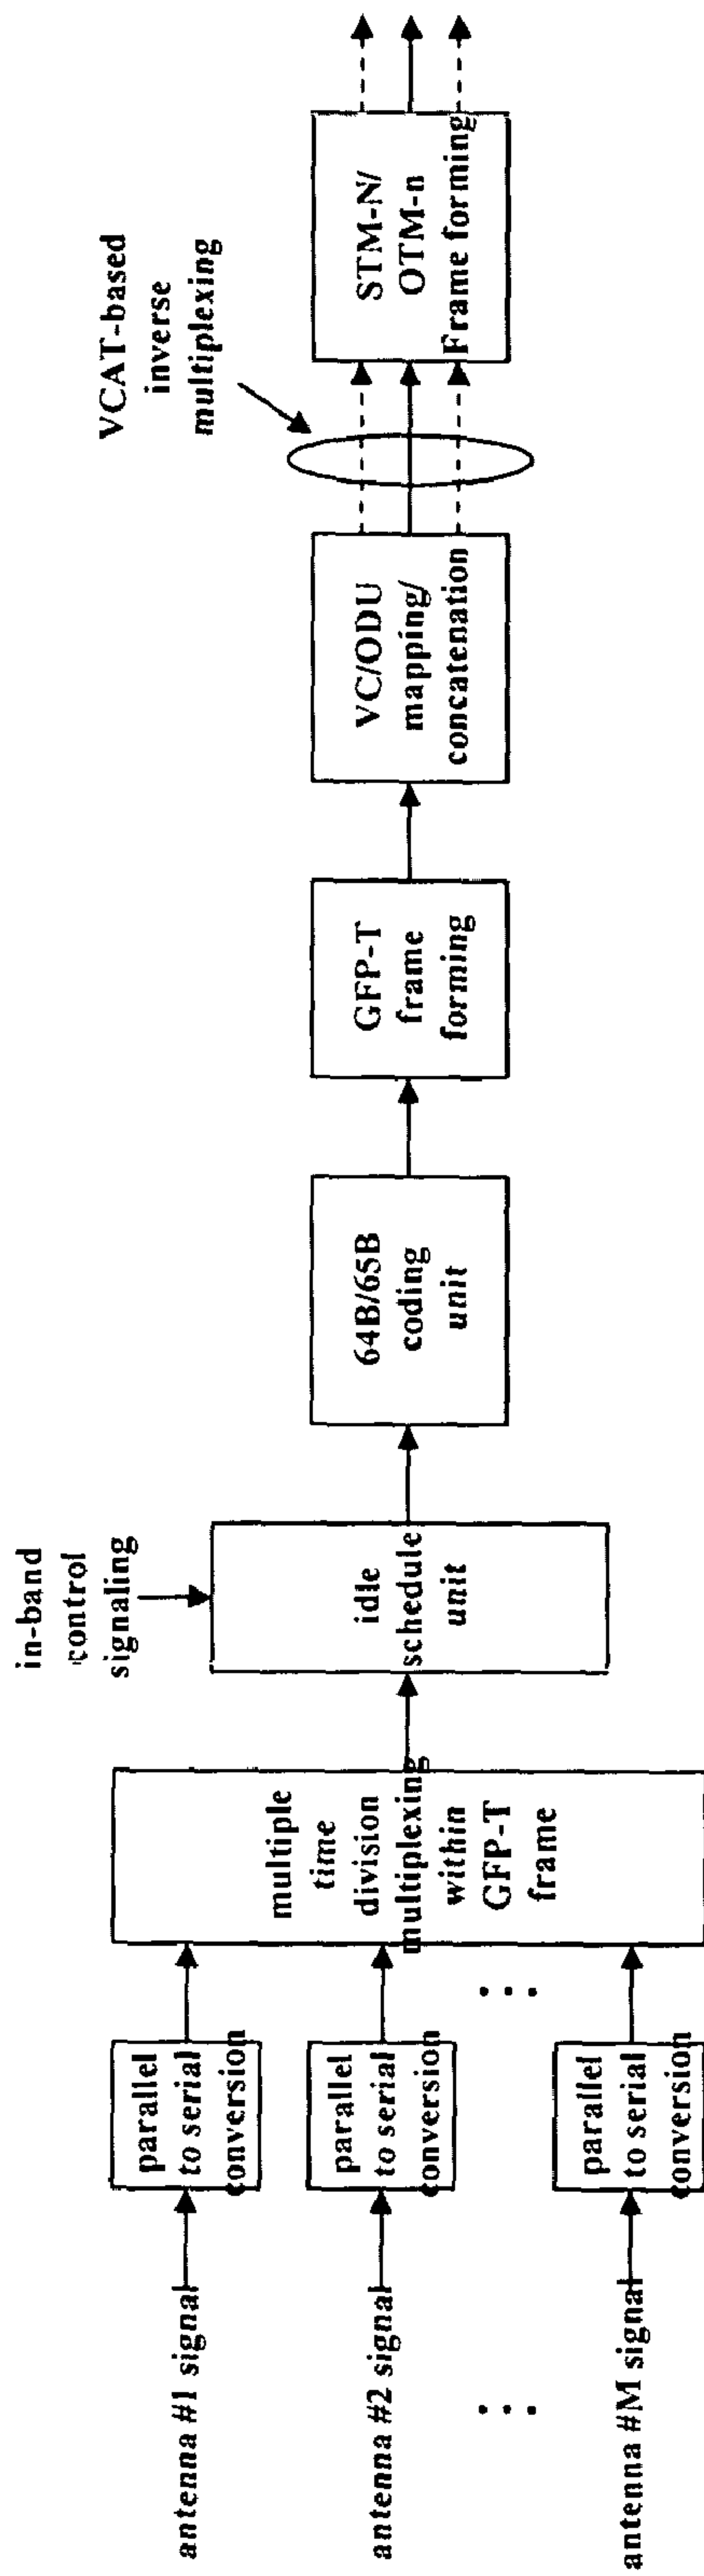 antenna #1 signal
parallel
to serial
conversion
antenna #2 signal
parallel
to serial
conversion
antenna #M signal
parallel
to serial
conversion
multiple
time
division
multiplexing
within
GFP-T
frame
in-band
control
signaling
idle
schedule
unit
64B/65B
coding
unit
GFP-T
frame
forming
VC/ODU
mapping/
concatenation
VCAT-based
inverse
multiplexing
STM-N/
OTM-n
Frame forming